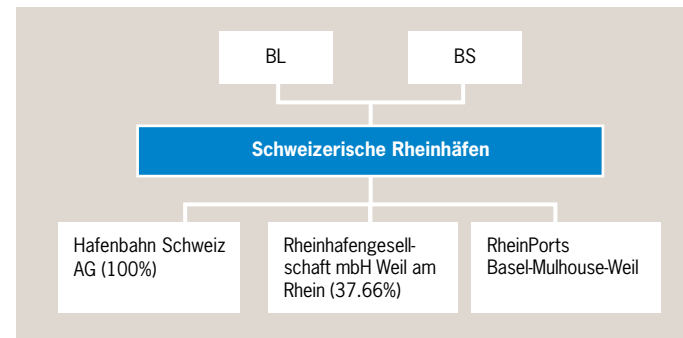 BL
BS
Schweizerische Rheinhäfen
Hafenbahn Schweiz
AG (100%)
Rheinhafengesell-
schaft mbH Weil am
Rhein (37.66%)
RheinPorts
Basel-Mulhouse-Weil